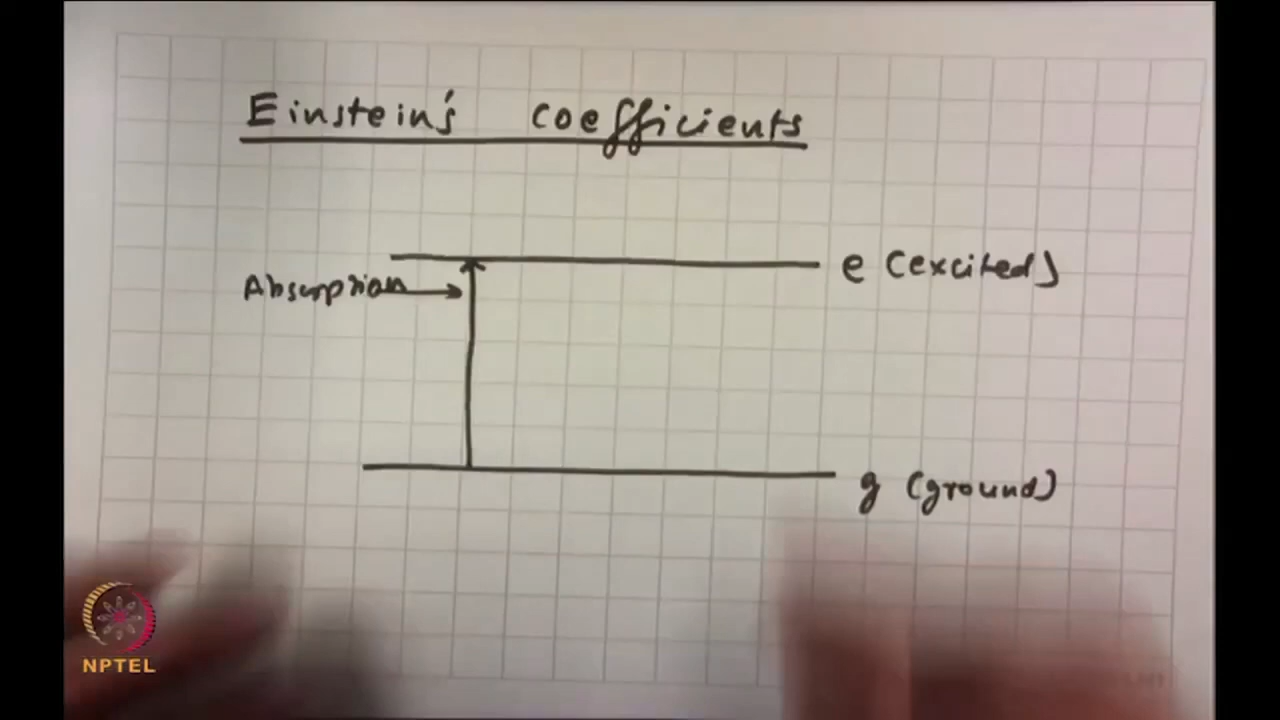 Einstein's coefficients
e (excited)
Absorption
g (ground)
NPTEL